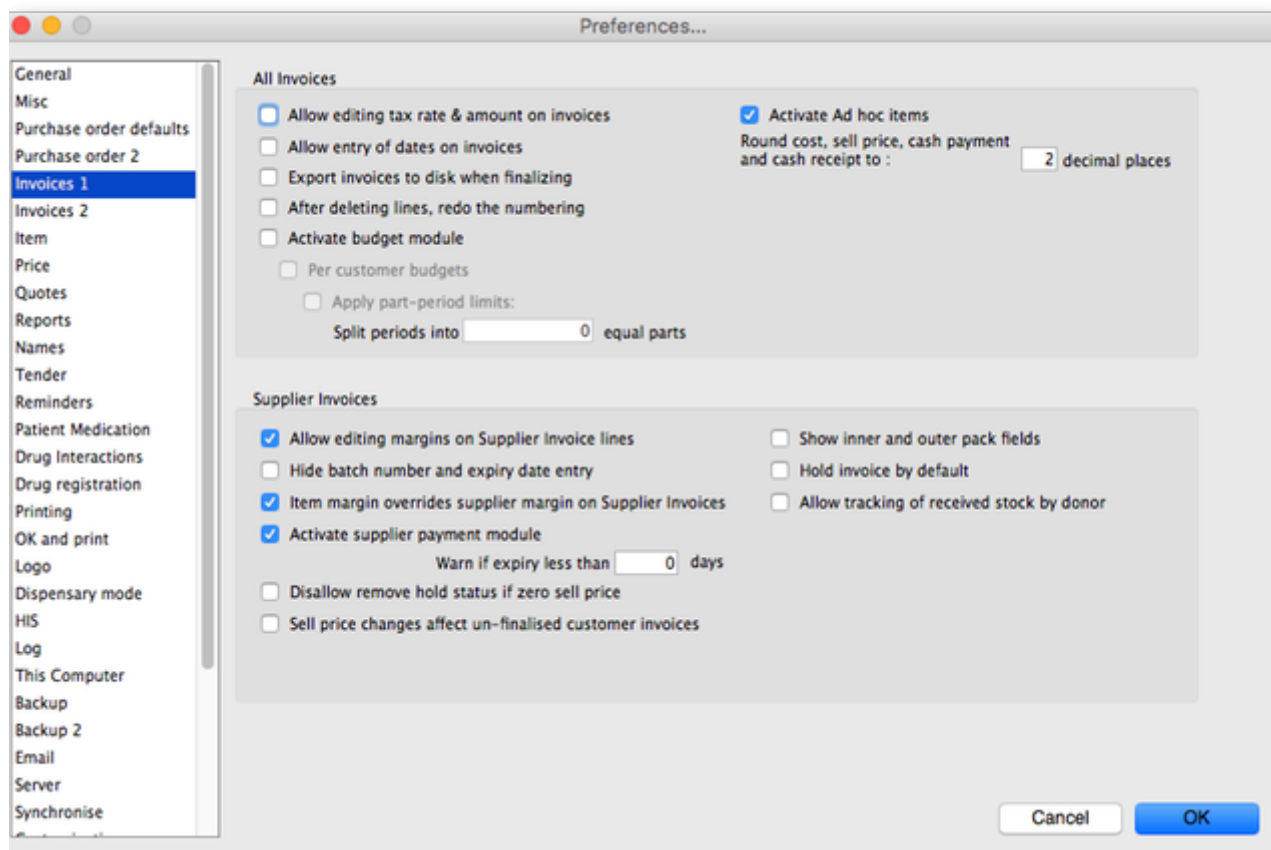 Preferences...
General
Misc
Purchase order defaults
Purchase order 2
Invoices 1
Invoices 2
Item
Price
Quotes
Reports
Names
Tender
Reminders
Patient Medication
Drug Interactions
Drug registration
Printing
OK and print
Logo
Dispensary mode
HIS
Log
This Computer
Backup
Backup 2
Email
Server
Synchronise
All Invoices
Allow editing tax rate & amount on invoices
Allow entry of dates on invoices
Export invoices to disk when finalizing
After deleting lines, redo the numbering
Activate budget module
Per customer budgets
Apply part-period limits:
Split periods into 0 equal parts
Activate Ad hoc items
Round cost, sell price, cash payment
and cash receipt to : 2 decimal places
Supplier Invoices
Allow editing margins on Supplier Invoice lines
Hide batch number and expiry date entry
Item margin overrides supplier margin on Supplier Invoices
Activate supplier payment module
Warn if expiry less than 0 days
Disallow remove hold status if zero sell price
Sell price changes affect un-finalised customer invoices
Show inner and outer pack fields
Hold invoice by default
Allow tracking of received stock by donor
Cancel
OK